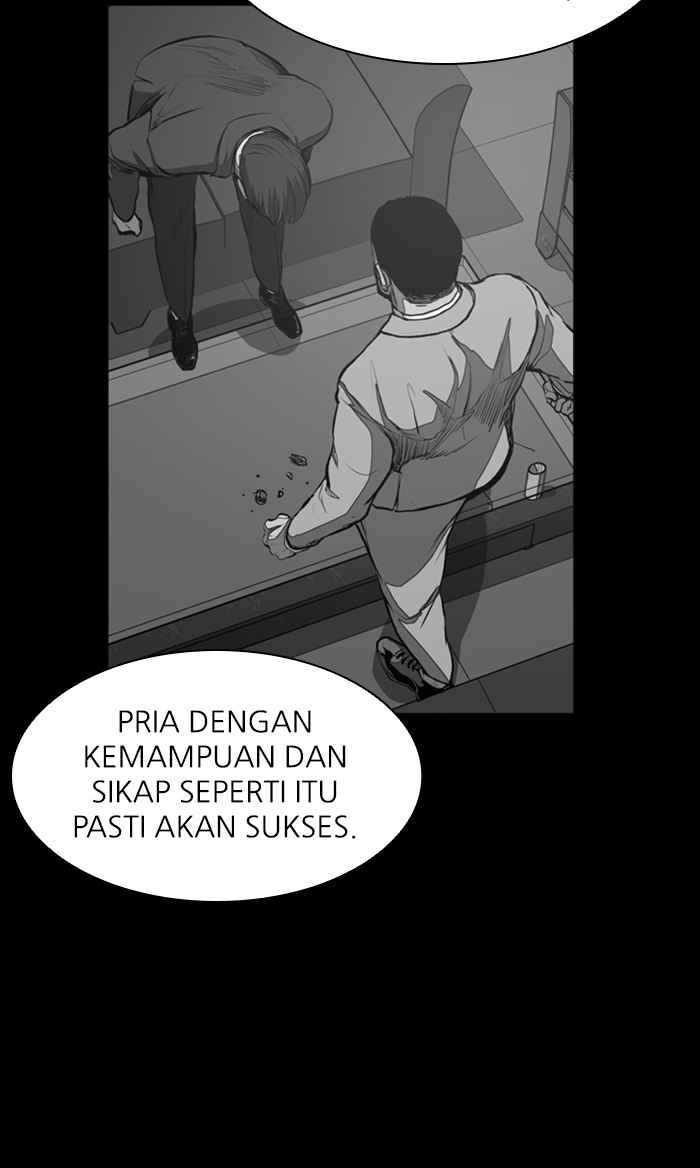 PRIA DENGAN
KEMAMPUAN DAN
SIKAP SEPERTI ITU
PASTI AKAN SUKSES.